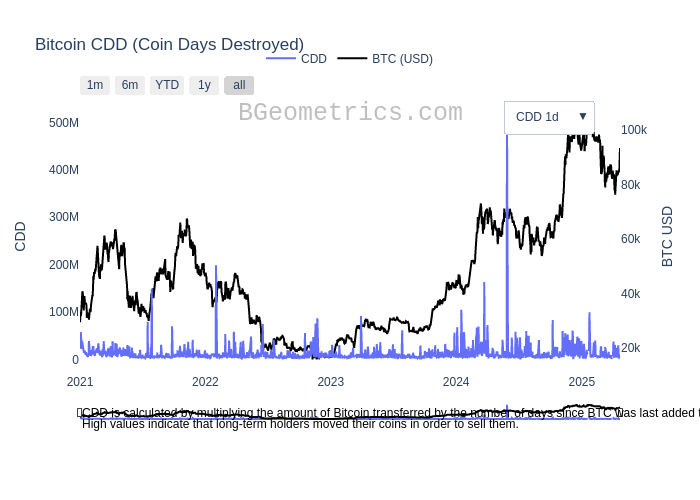 Bitcoin CDD (Coin Days Destroyed)
CDD BTC (USD)
1m 6m YTD 1y all
BGeometrics.com
CDD 1d ▼
500M
400M
300M
200M
100M
0
CDD
100k
80k
60k
40k
20k
BTC USD
2021 2022 2023 2024 2025
CDD is calculated by multiplying the amount of Bitcoin transferred by the number of days since BTC was last added t
High values indicate that long-term holders moved their coins in order to sell them.